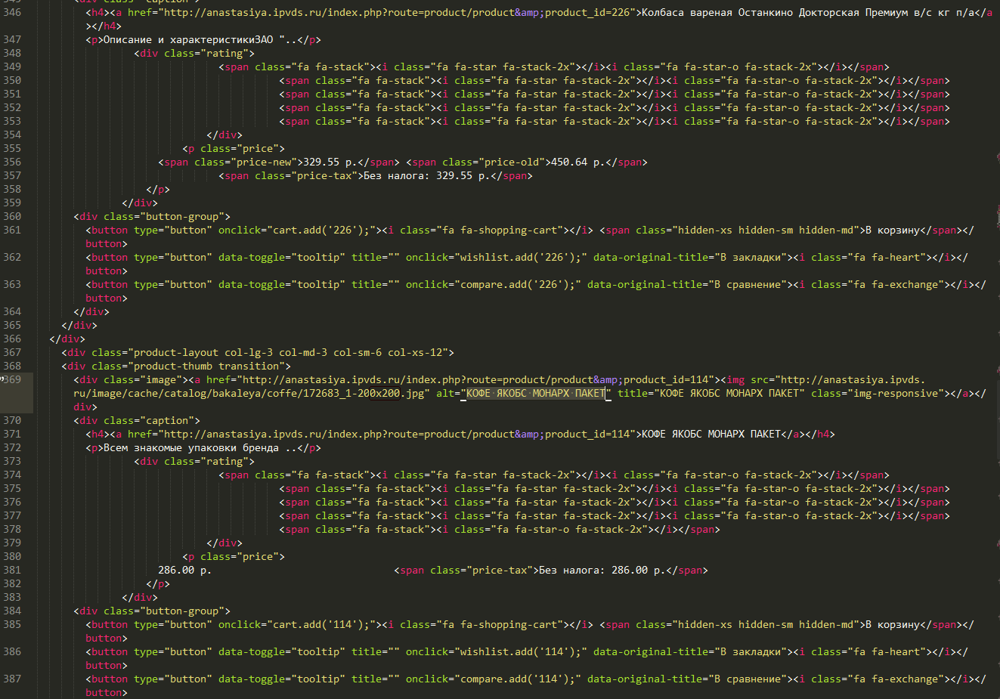 346 <h4><a href="http://anastasiya.ipvds.ru/index.php?route=product/product&amp;product_id=226">Колбаса вареная Останкино Докторская Премиум в/с кг п/а</a
></h4>
347 <p>Описание и характеристикиЗАО "..</p>
348 <div class="rating">
349 <span class="fa fa-stack"><i class="fa fa-star fa-stack-2x"></i><i class="fa fa-star-o fa-stack-2x"></i></span>
350 <span class="fa fa-stack"><i class="fa fa-star fa-stack-2x"></i><i class="fa fa-star-o fa-stack-2x"></i></span>
351 <span class="fa fa-stack"><i class="fa fa-star fa-stack-2x"></i><i class="fa fa-star-o fa-stack-2x"></i></span>
352 <span class="fa fa-stack"><i class="fa fa-star fa-stack-2x"></i><i class="fa fa-star-o fa-stack-2x"></i></span>
353 <span class="fa fa-stack"><i class="fa fa-star fa-stack-2x"></i><i class="fa fa-star-o fa-stack-2x"></i></span>
354 </div>
355 <p class="price">
356 <span class="price-new">329.55 р.</span> <span class="price-old">450.64 р.</span>
357 <span class="price-tax">Без налога: 329.55 р.</span>
358 </p>
359 </div>
360 <div class="button-group">
361 <button type="button" onclick="cart.add('226');"><i class="fa fa-shopping-cart"></i> <span class="hidden-xs hidden-sm hidden-md">В корзину</span></
button>
362 <button type="button" data-toggle="tooltip" title="" onclick="wishlist.add('226');" data-original-title="В закладки"><i class="fa fa-heart"></i></
button>
363 <button type="button" data-toggle="tooltip" title="" onclick="compare.add('226');" data-original-title="В сравнение"><i class="fa fa-exchange"></i></
button>
364 </div>
365 </div>
366 </div>
367 <div class="product-layout col-lg-3 col-md-3 col-sm-6 col-xs-12">
368 <div class="product-thumb transition">
369 <div class="image"><a href="http://anastasiya.ipvds.ru/index.php?route=product/product&amp;product_id=114"><img src="http://anastasiya.ipvds.
ru/image/cache/catalog/bakaleya/coffe/172683_1-200x200.jpg" alt="КОФЕ ЯКОБС МОНАРХ ПАКЕТ" title="КОФЕ ЯКОБС МОНАРХ ПАКЕТ" class="img-responsive"></a></
div>
370 <div class="caption">
371 <h4><a href="http://anastasiya.ipvds.ru/index.php?route=product/product&amp;product_id=114">КОФЕ ЯКОБС МОНАРХ ПАКЕТ</a></h4>
372 <p>Всем знакомые упаковки бренда ..</p>
373 <div class="rating">
374 <span class="fa fa-stack"><i class="fa fa-star fa-stack-2x"></i><i class="fa fa-star-o fa-stack-2x"></i></span>
375 <span class="fa fa-stack"><i class="fa fa-star fa-stack-2x"></i><i class="fa fa-star-o fa-stack-2x"></i></span>
376 <span class="fa fa-stack"><i class="fa fa-star fa-stack-2x"></i><i class="fa fa-star-o fa-stack-2x"></i></span>
377 <span class="fa fa-stack"><i class="fa fa-star fa-stack-2x"></i><i class="fa fa-star-o fa-stack-2x"></i></span>
378 <span class="fa fa-stack"><i class="fa fa-star-o fa-stack-2x"></i></span>
379 </div>
380 <p class="price">
381 286.00 р. <span class="price-tax">Без налога: 286.00 р.</span>
382 </p>
383 </div>
384 <div class="button-group">
385 <button type="button" onclick="cart.add('114');"><i class="fa fa-shopping-cart"></i> <span class="hidden-xs hidden-sm hidden-md">В корзину</span></
button>
386 <button type="button" data-toggle="tooltip" title="" onclick="wishlist.add('114');" data-original-title="В закладки"><i class="fa fa-heart"></i></
button>
387 <button type="button" data-toggle="tooltip" title="" onclick="compare.add('114');" data-original-title="В сравнение"><i class="fa fa-exchange"></i></
button>